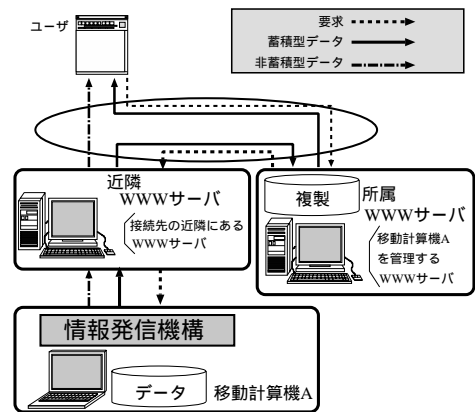 ユーザ
要求
蓄積型データ
非蓄積型データ
近隣
WWWサーバ
接続先の近隣にある
WWWサーバ
複製
所属
WWWサーバ
移動計算機A
を管理する
WWWサーバ
情報発信機構
データ
移動計算機A